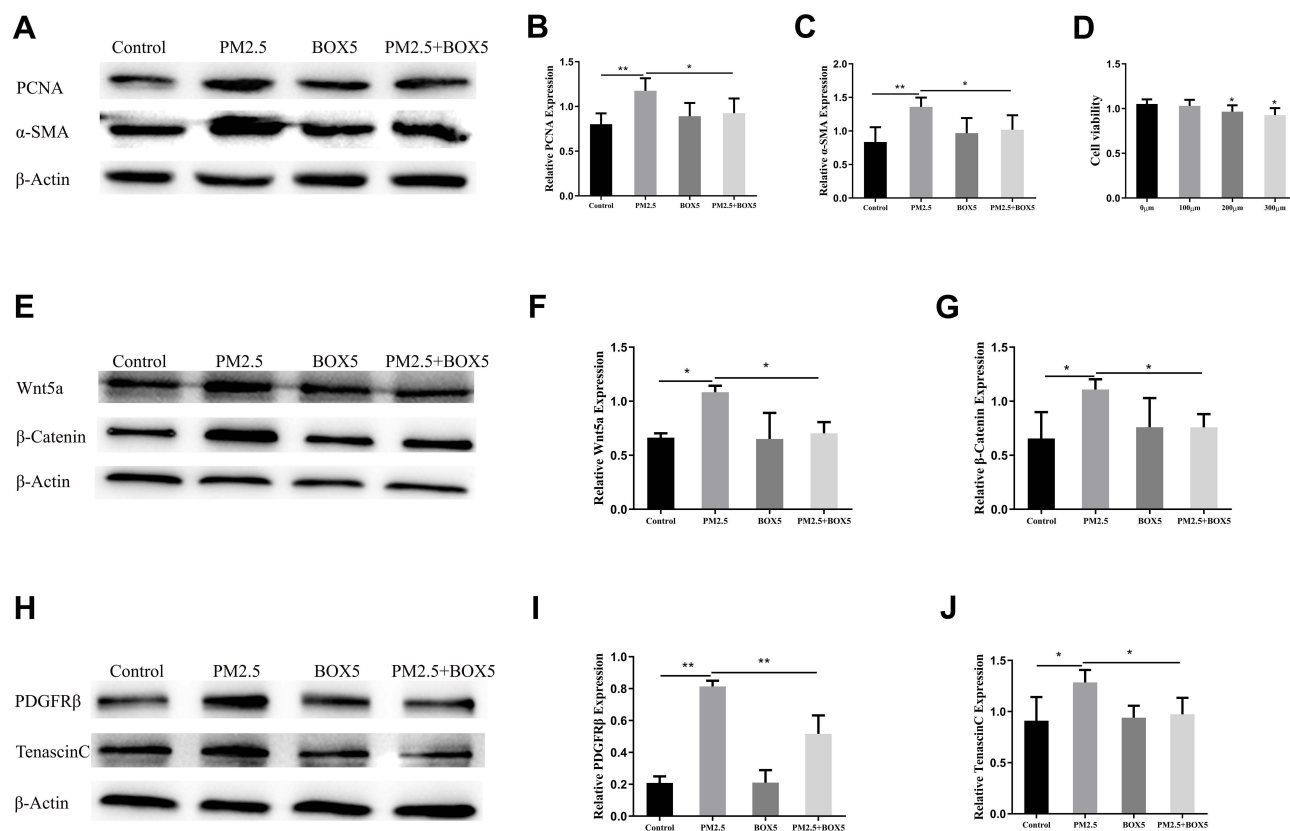 A
Control PM2.5 BOX5 PM2.5+BOX5
PCNA
α-SMA
β-Actin
B
Relative PCNA Expression
1.5
1.0
0.5
0.0
** *
Control PM2.5 BOX5 PM2.5+BOX5
C
Relative α-SMA Expression
2.0
1.5
1.0
0.5
0.0
** *
Control PM2.5 BOX5 PM2.5+BOX5
D
Cell viability
1.5
1.0
0.5
0.0
* *
0μm 100μm 200μm 300μm
E
Control PM2.5 BOX5 PM2.5+BOX5
Wnt5a
β-Catenin
β-Actin
F
Relative Wnt5a Expression
1.5
1.0
0.5
0.0
* *
Control PM2.5 BOX5 PM2.5+BOX5
G
Relative β-Catenin Expression
1.5
1.0
0.5
0.0
* *
Control PM2.5 BOX5 PM2.5+BOX5
H
Control PM2.5 BOX5 PM2.5+BOX5
PDGFRβ
TenascinC
β-Actin
I
Relative PDGFRβ Expression
0.8
0.6
0.4
0.2
0.0
** **
Control PM2.5 BOX5 PM2.5+BOX5
J
Relative TenascinC Expression
1.5
1.0
0.5
0.0
* *
Control PM2.5 BOX5 PM2.5+BOX5